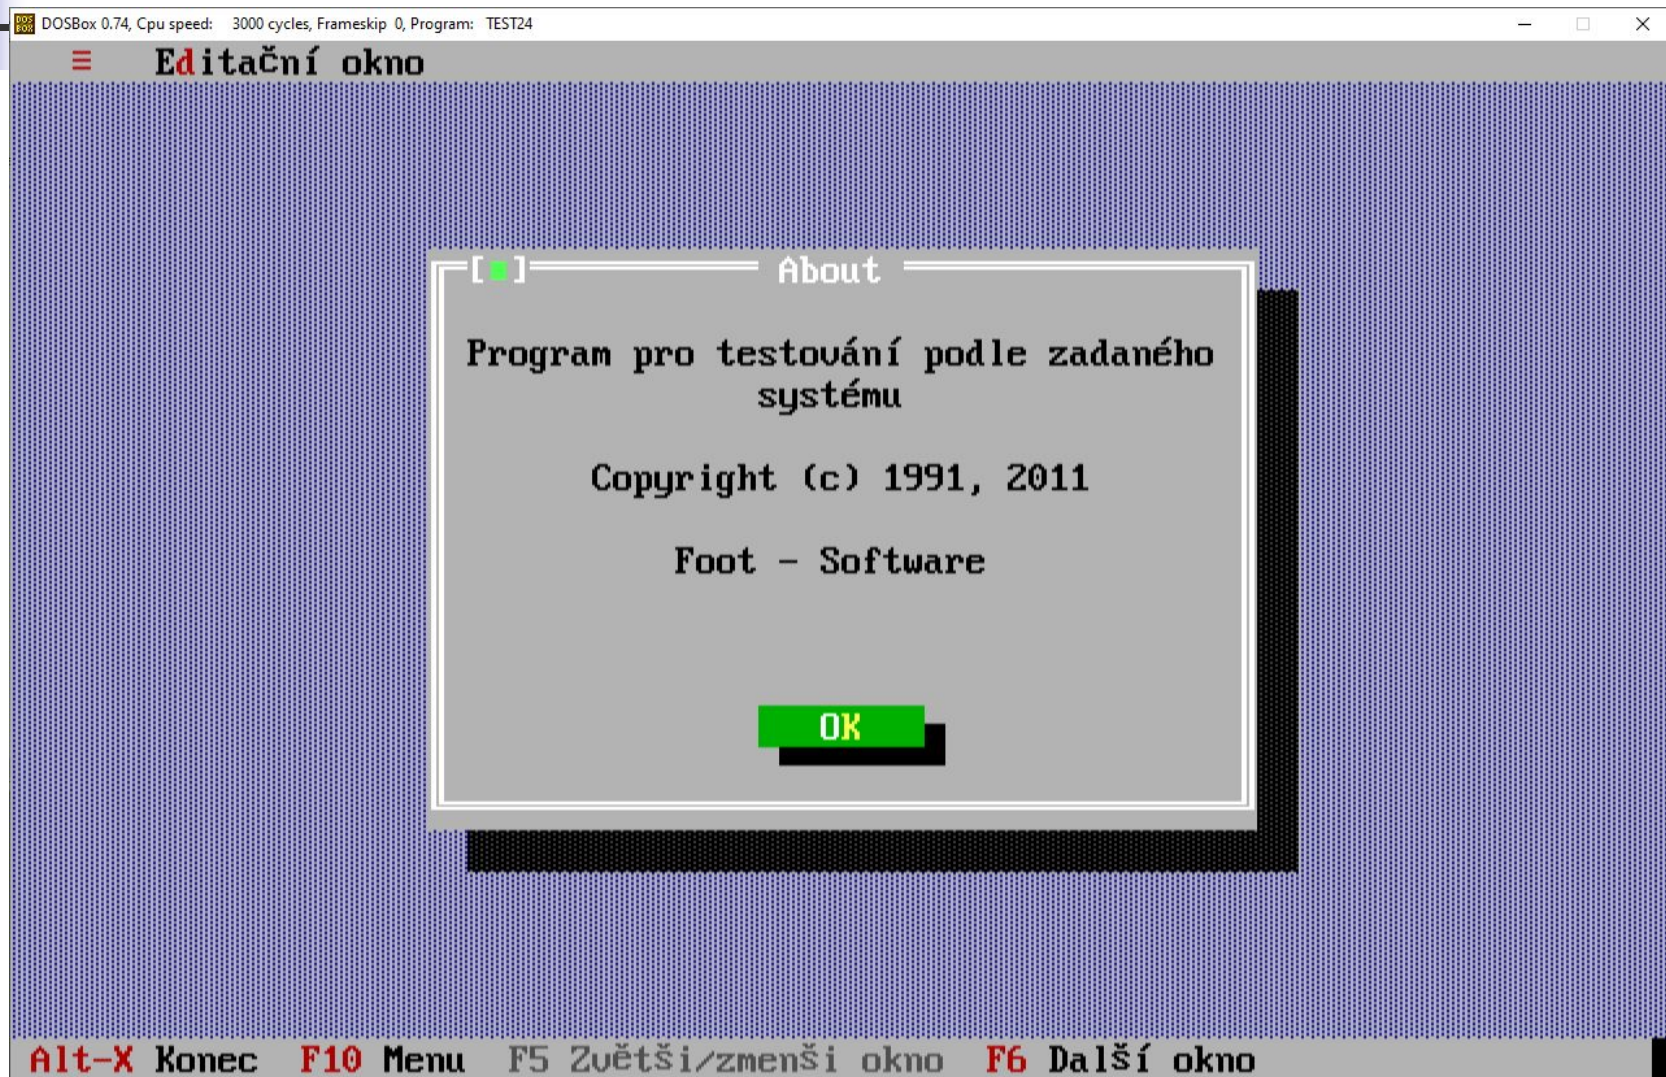 DOSBox 0.74, Cpu speed: 3000 cycles, Frameskip 0, Program: TEST24
≡ Editační okno
[■] About
Program pro testování podle zadaného
systému
Copyright (c) 1991, 2011
Foot - Software
OK
Alt-X Konec F10 Menu F5 Zvětši/zmenši okno F6 Další okno